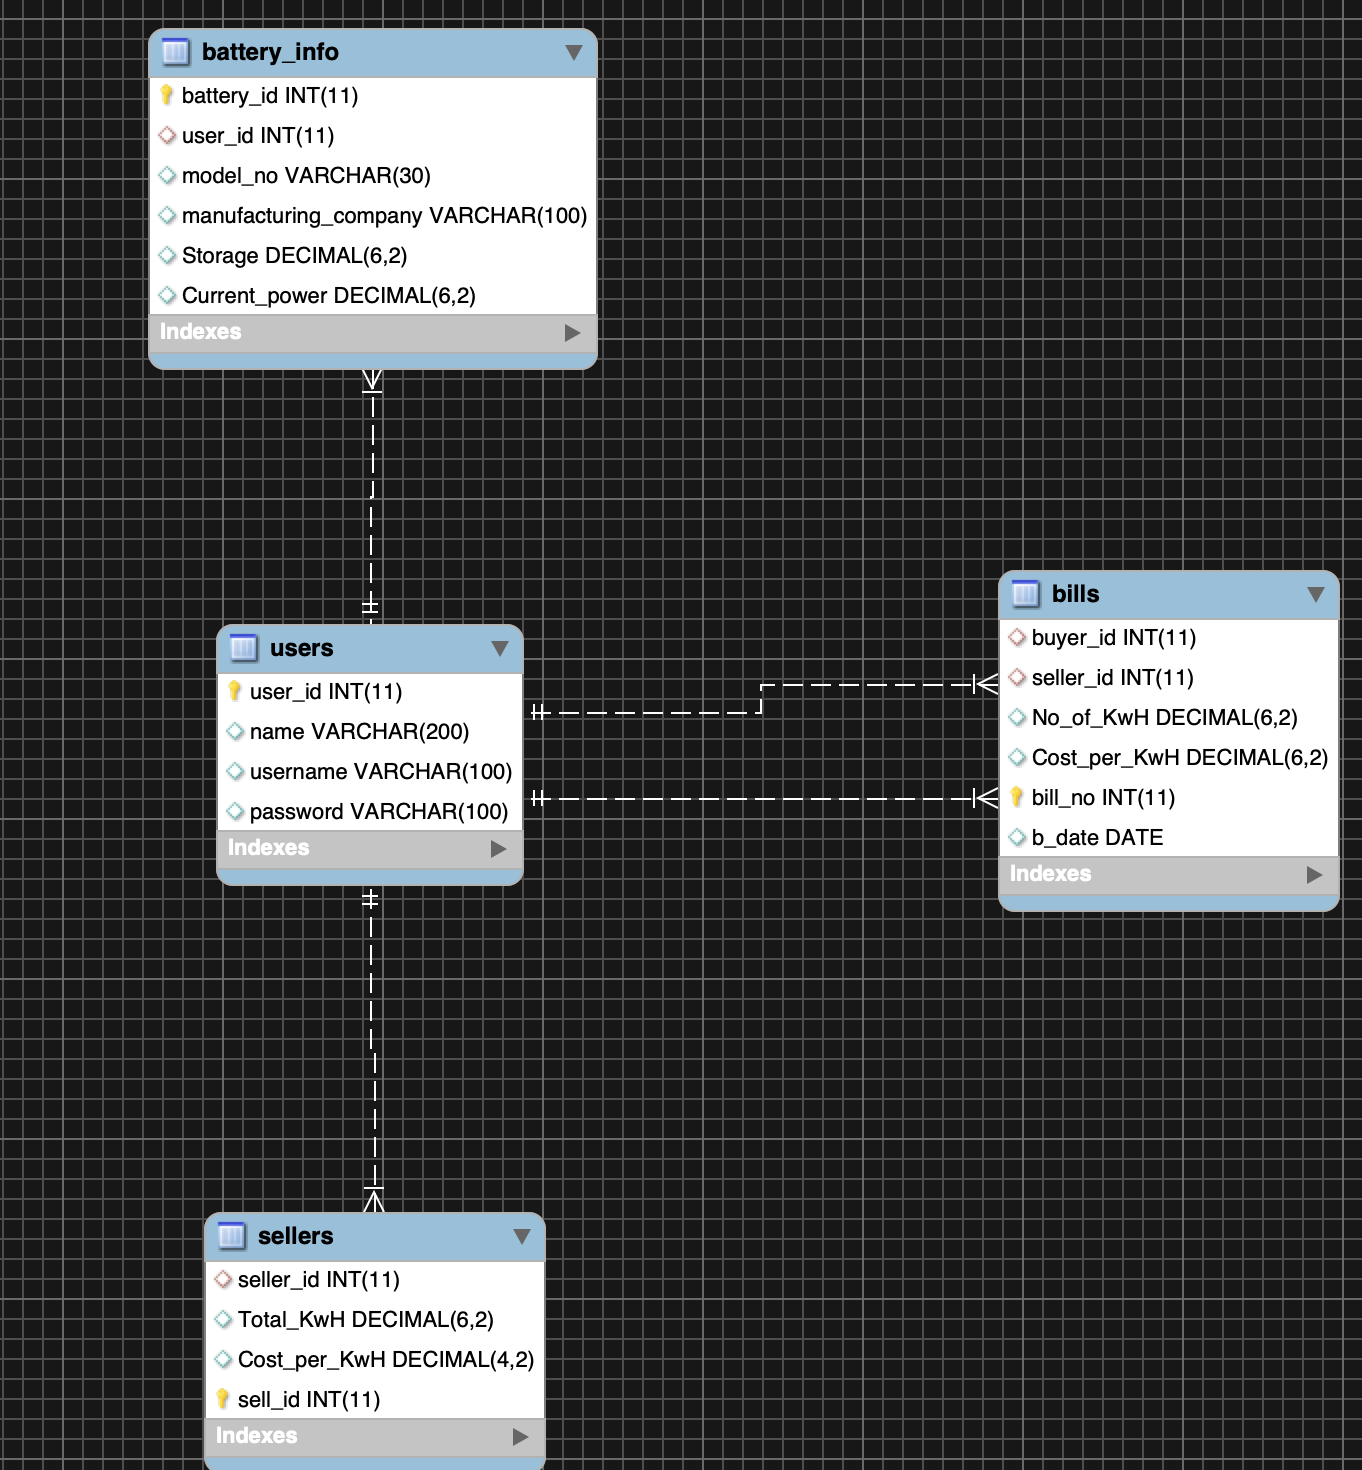 battery_info
battery_id INT(11)
user_id INT(11)
model_no VARCHAR(30)
manufacturing_company VARCHAR(100)
Storage DECIMAL(6,2)
Current_power DECIMAL(6,2)
Indexes
users
user_id INT(11)
name VARCHAR(200)
username VARCHAR(100)
password VARCHAR(100)
Indexes
bills
buyer_id INT(11)
seller_id INT(11)
No_of_KwH DECIMAL(6,2)
Cost_per_KwH DECIMAL(6,2)
bill_no INT(11)
b_date DATE
Indexes
sellers
seller_id INT(11)
Total_KwH DECIMAL(6,2)
Cost_per_KwH DECIMAL(4,2)
sell_id INT(11)
Indexes